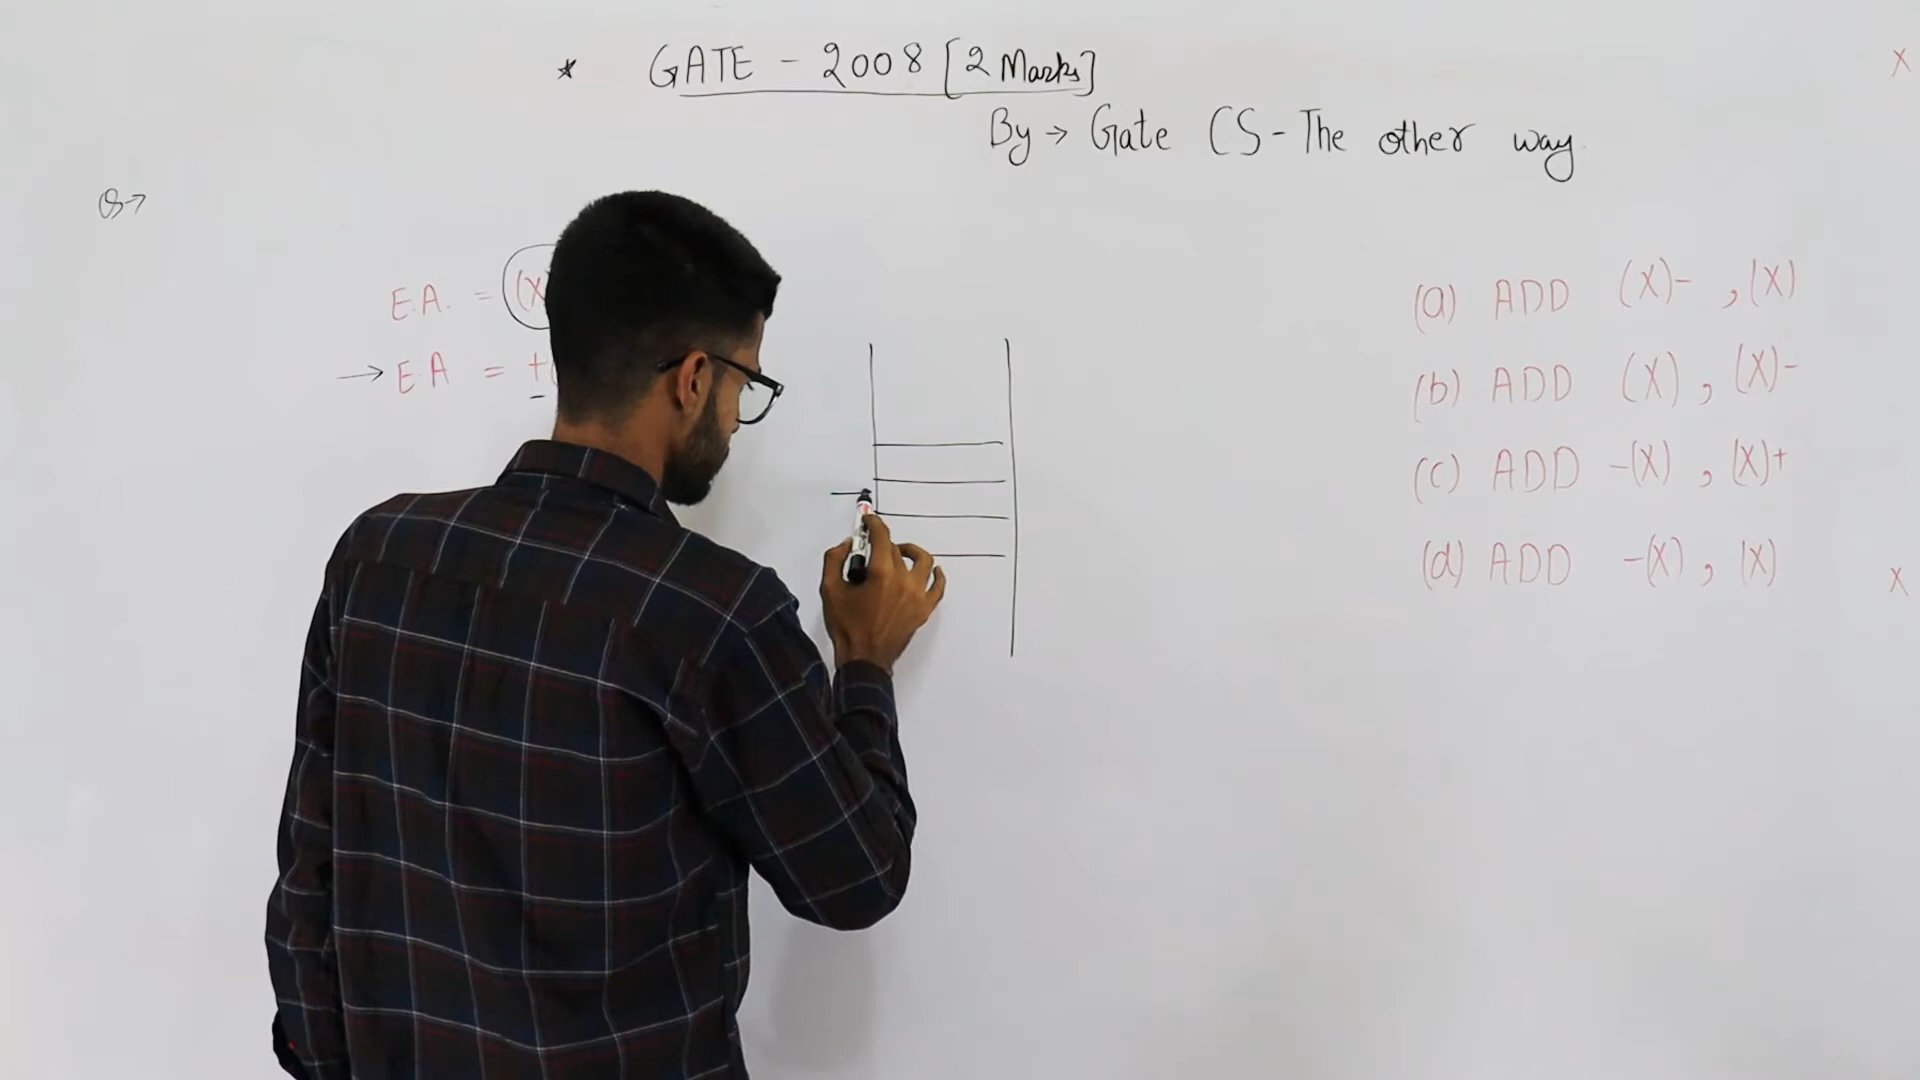 * GATE - 2008 [2 Marks]
By → Gate CS - The other way
Q →
E.A. = (X
→ E.A = +
-
(a) ADD (X)- , (X)
(b) ADD (X) , (X)-
(c) ADD -(X) , (X)+
(d) ADD -(X) , (X)
X
X